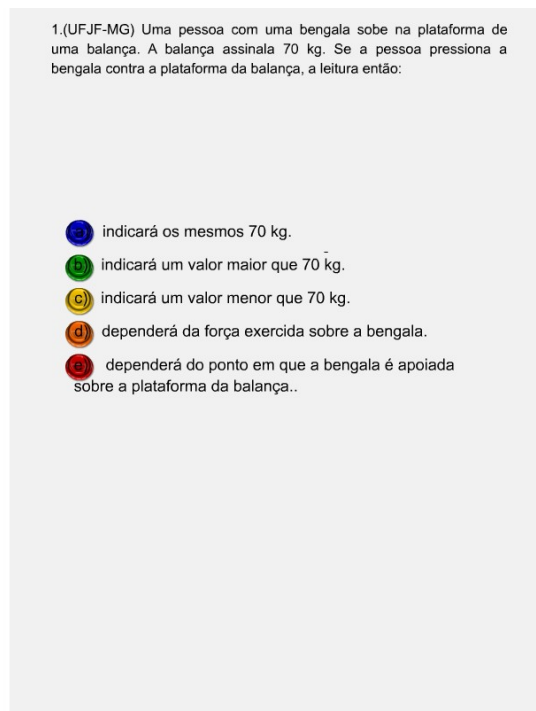 1.(UFJF-MG) Uma pessoa com uma bengala sobe na plataforma de
uma balança. A balança assinala 70 kg. Se a pessoa pressiona a
bengala contra a plataforma da balança, a leitura então:
a) indicará os mesmos 70 kg.
b) indicará um valor maior que 70 kg.
c) indicará um valor menor que 70 kg.
d) dependerá da força exercida sobre a bengala.
e) dependerá do ponto em que a bengala é apoiada
sobre a plataforma da balança..